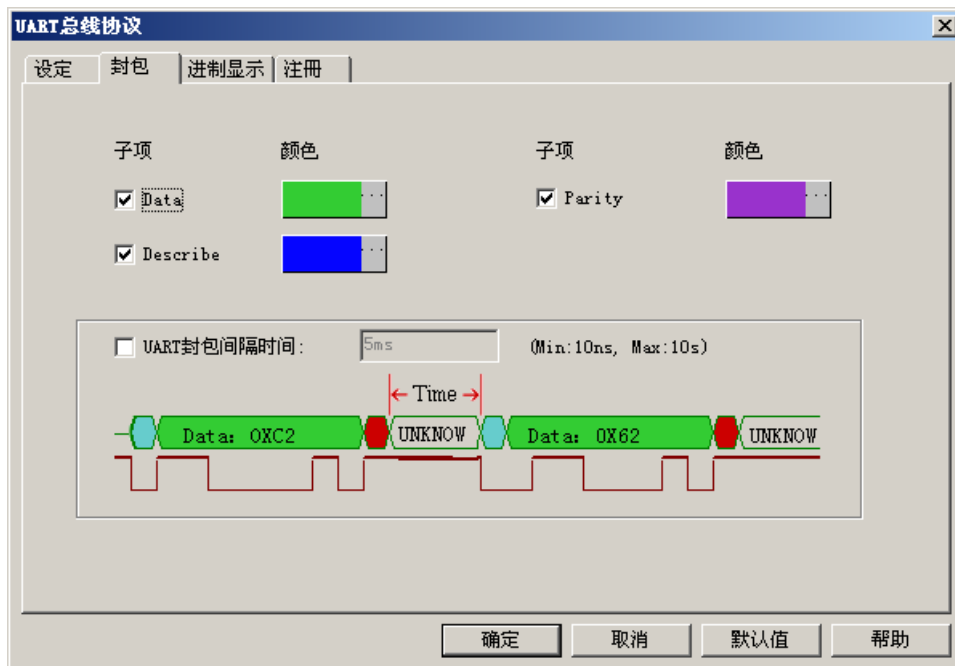 UART总线协议
设定 封包 进制显示 注册
子项 颜色 子项 颜色
Data ... Parity ...
Describe ...
UART封包间隔时间: 5ms (Min:10ns, Max:10s)
Time
Data: 0XC2 UNKNOW Data: 0X62 UNKNOW
确定 取消 默认值 帮助